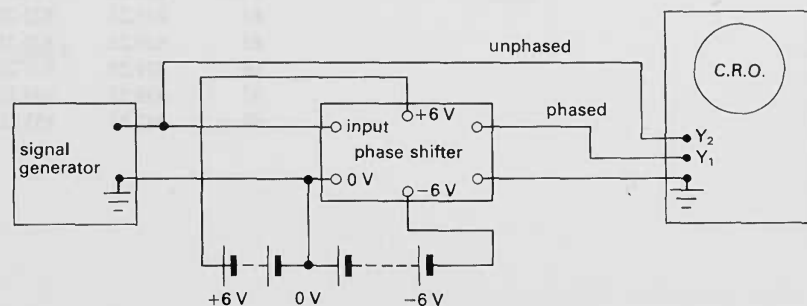 unphased
C.R.O.
+6 V
phased
input
Y₂
signal generator
phase shifter
Y₁
0 V
−6 V
+6 V
0 V
−6 V